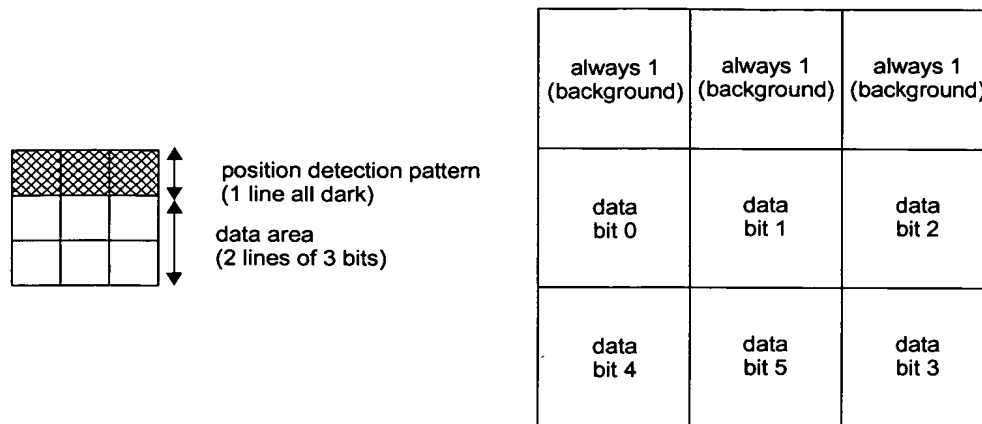 position detection pattern
(1 line all dark)
data area
(2 lines of 3 bits)
always 1
(background)
always 1
(background)
always 1
(background)
data
bit 0
data
bit 1
data
bit 2
data
bit 4
data
bit 5
data
bit 3